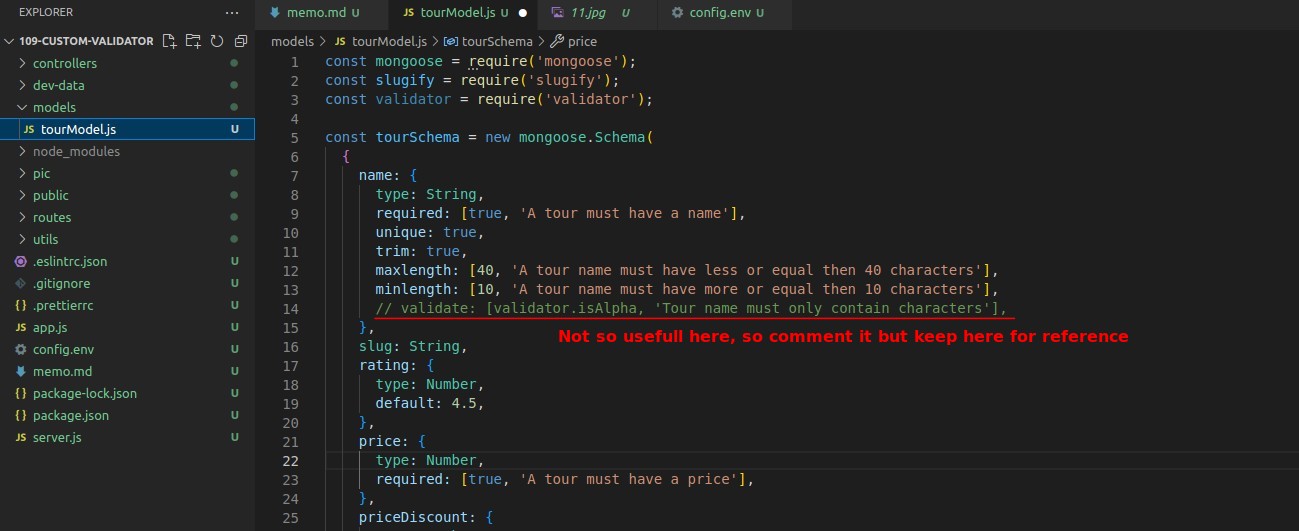 EXPLORER ...
memo.md U
JS tourModel.js U
11.jpg U
config.env U
109-CUSTOM-VALIDATOR
models > JS tourModel.js > tourSchema > price
controllers
dev-data
models
JS tourModel.js U
node_modules
pic
public
routes
utils
.eslintrc.json U
.gitignore U
{} .prettierrc U
JS app.js U
config.env U
memo.md U
{} package-lock.json U
{} package.json U
JS server.js U
1 const mongoose = require('mongoose');
2 const slugify = require('slugify');
3 const validator = require('validator');
4
5 const tourSchema = new mongoose.Schema(
6 {
7 name: {
8 type: String,
9 required: [true, 'A tour must have a name'],
10 unique: true,
11 trim: true,
12 maxlength: [40, 'A tour name must have less or equal then 40 characters'],
13 minlength: [10, 'A tour name must have more or equal then 10 characters'],
14 // validate: [validator.isAlpha, 'Tour name must only contain characters'],
15 },
Not so usefull here, so comment it but keep here for reference
16 slug: String,
17 rating: {
18 type: Number,
19 default: 4.5,
20 },
21 price: {
22 type: Number,
23 required: [true, 'A tour must have a price'],
24 },
25 priceDiscount: {